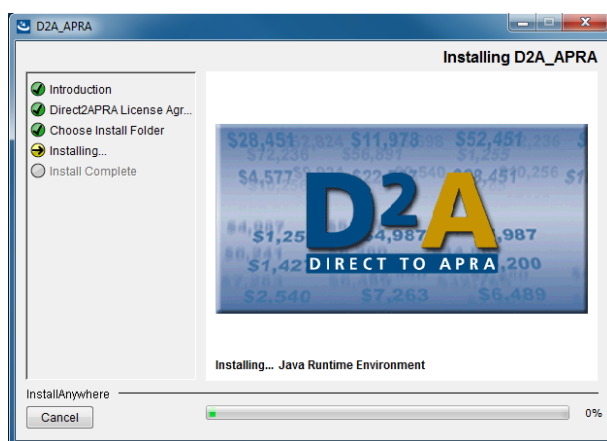 D2A_APRA
Installing D2A_APRA
Introduction
Direct2APRA License Agr...
Choose Install Folder
Installing...
Install Complete
$28,451 $11,978 $52,451
$72,236 $56,891 $1,255
$4,577
D2A
$1,25 4,987 ,987
$1,42 DIRECT TO APRA ,200
$2,540 $7,263 $6,489
Installing... Java Runtime Environment
InstallAnywhere
Cancel
0%